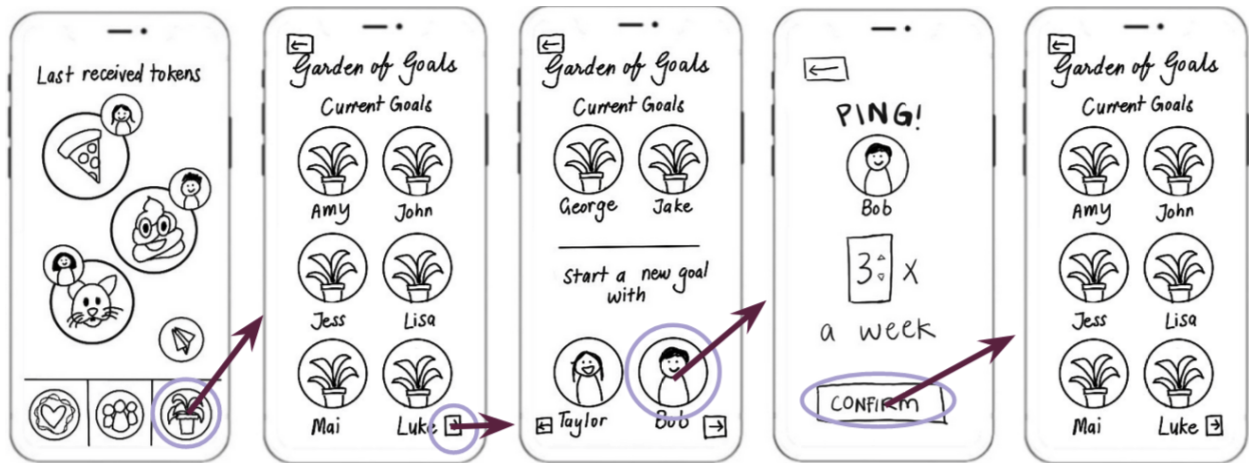 Last received tokens
Garden of Goals
Current Goals
Amy John
Jess Lisa
Mai Luke
Garden of Goals
Current Goals
George Jake
Start a new goal
with
Taylor Bob
PING!
Bob
3 x
a week
CONFIRM
Garden of Goals
Current Goals
Amy John
Jess Lisa
Mai Luke